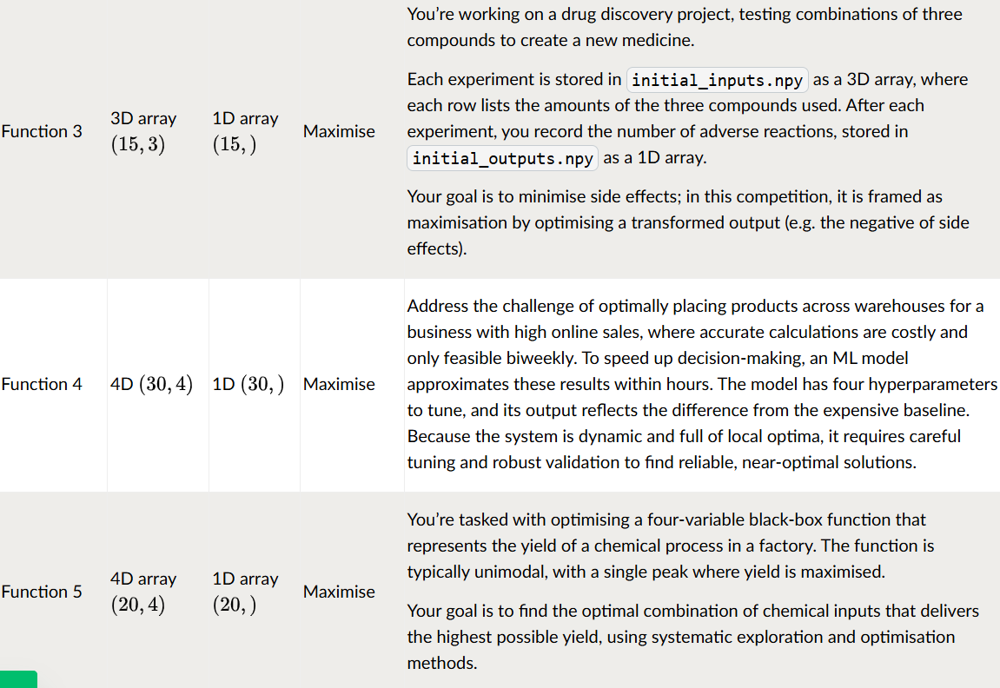 You're working on a drug discovery project, testing combinations of three
compounds to create a new medicine.
Each experiment is stored in initial_inputs.npy as a 3D array, where
each row lists the amounts of the three compounds used. After each
experiment, you record the number of adverse reactions, stored in
initial_outputs.npy as a 1D array.
Your goal is to minimise side effects; in this competition, it is framed as
maximisation by optimising a transformed output (e.g. the negative of side
effects).
Function 3
3D array
(15, 3)
1D array
(15, )
Maximise
Function 4
4D (30, 4)
1D (30, )
Maximise
Address the challenge of optimally placing products across warehouses for a
business with high online sales, where accurate calculations are costly and
only feasible biweekly. To speed up decision-making, an ML model
approximates these results within hours. The model has four hyperparameters
to tune, and its output reflects the difference from the expensive baseline.
Because the system is dynamic and full of local optima, it requires careful
tuning and robust validation to find reliable, near-optimal solutions.
Function 5
4D array
(20, 4)
1D array
(20, )
Maximise
You're tasked with optimising a four-variable black-box function that
represents the yield of a chemical process in a factory. The function is
typically unimodal, with a single peak where yield is maximised.
Your goal is to find the optimal combination of chemical inputs that delivers
the highest possible yield, using systematic exploration and optimisation
methods.